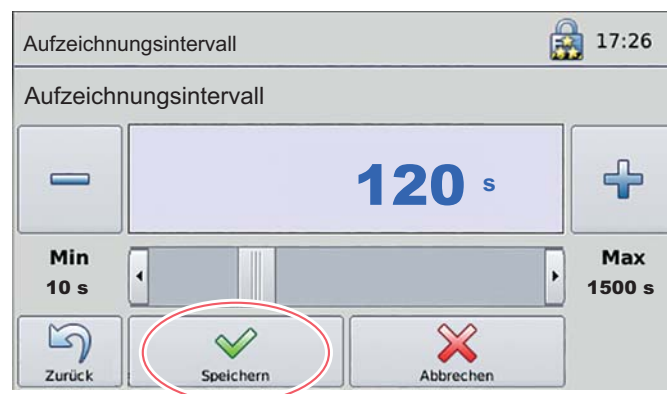 Aufzeichnungsintervall 17:26
Aufzeichnungsintervall
120 s
Min
10 s
Max
1500 s
Zurück
Speichern
Abbrechen